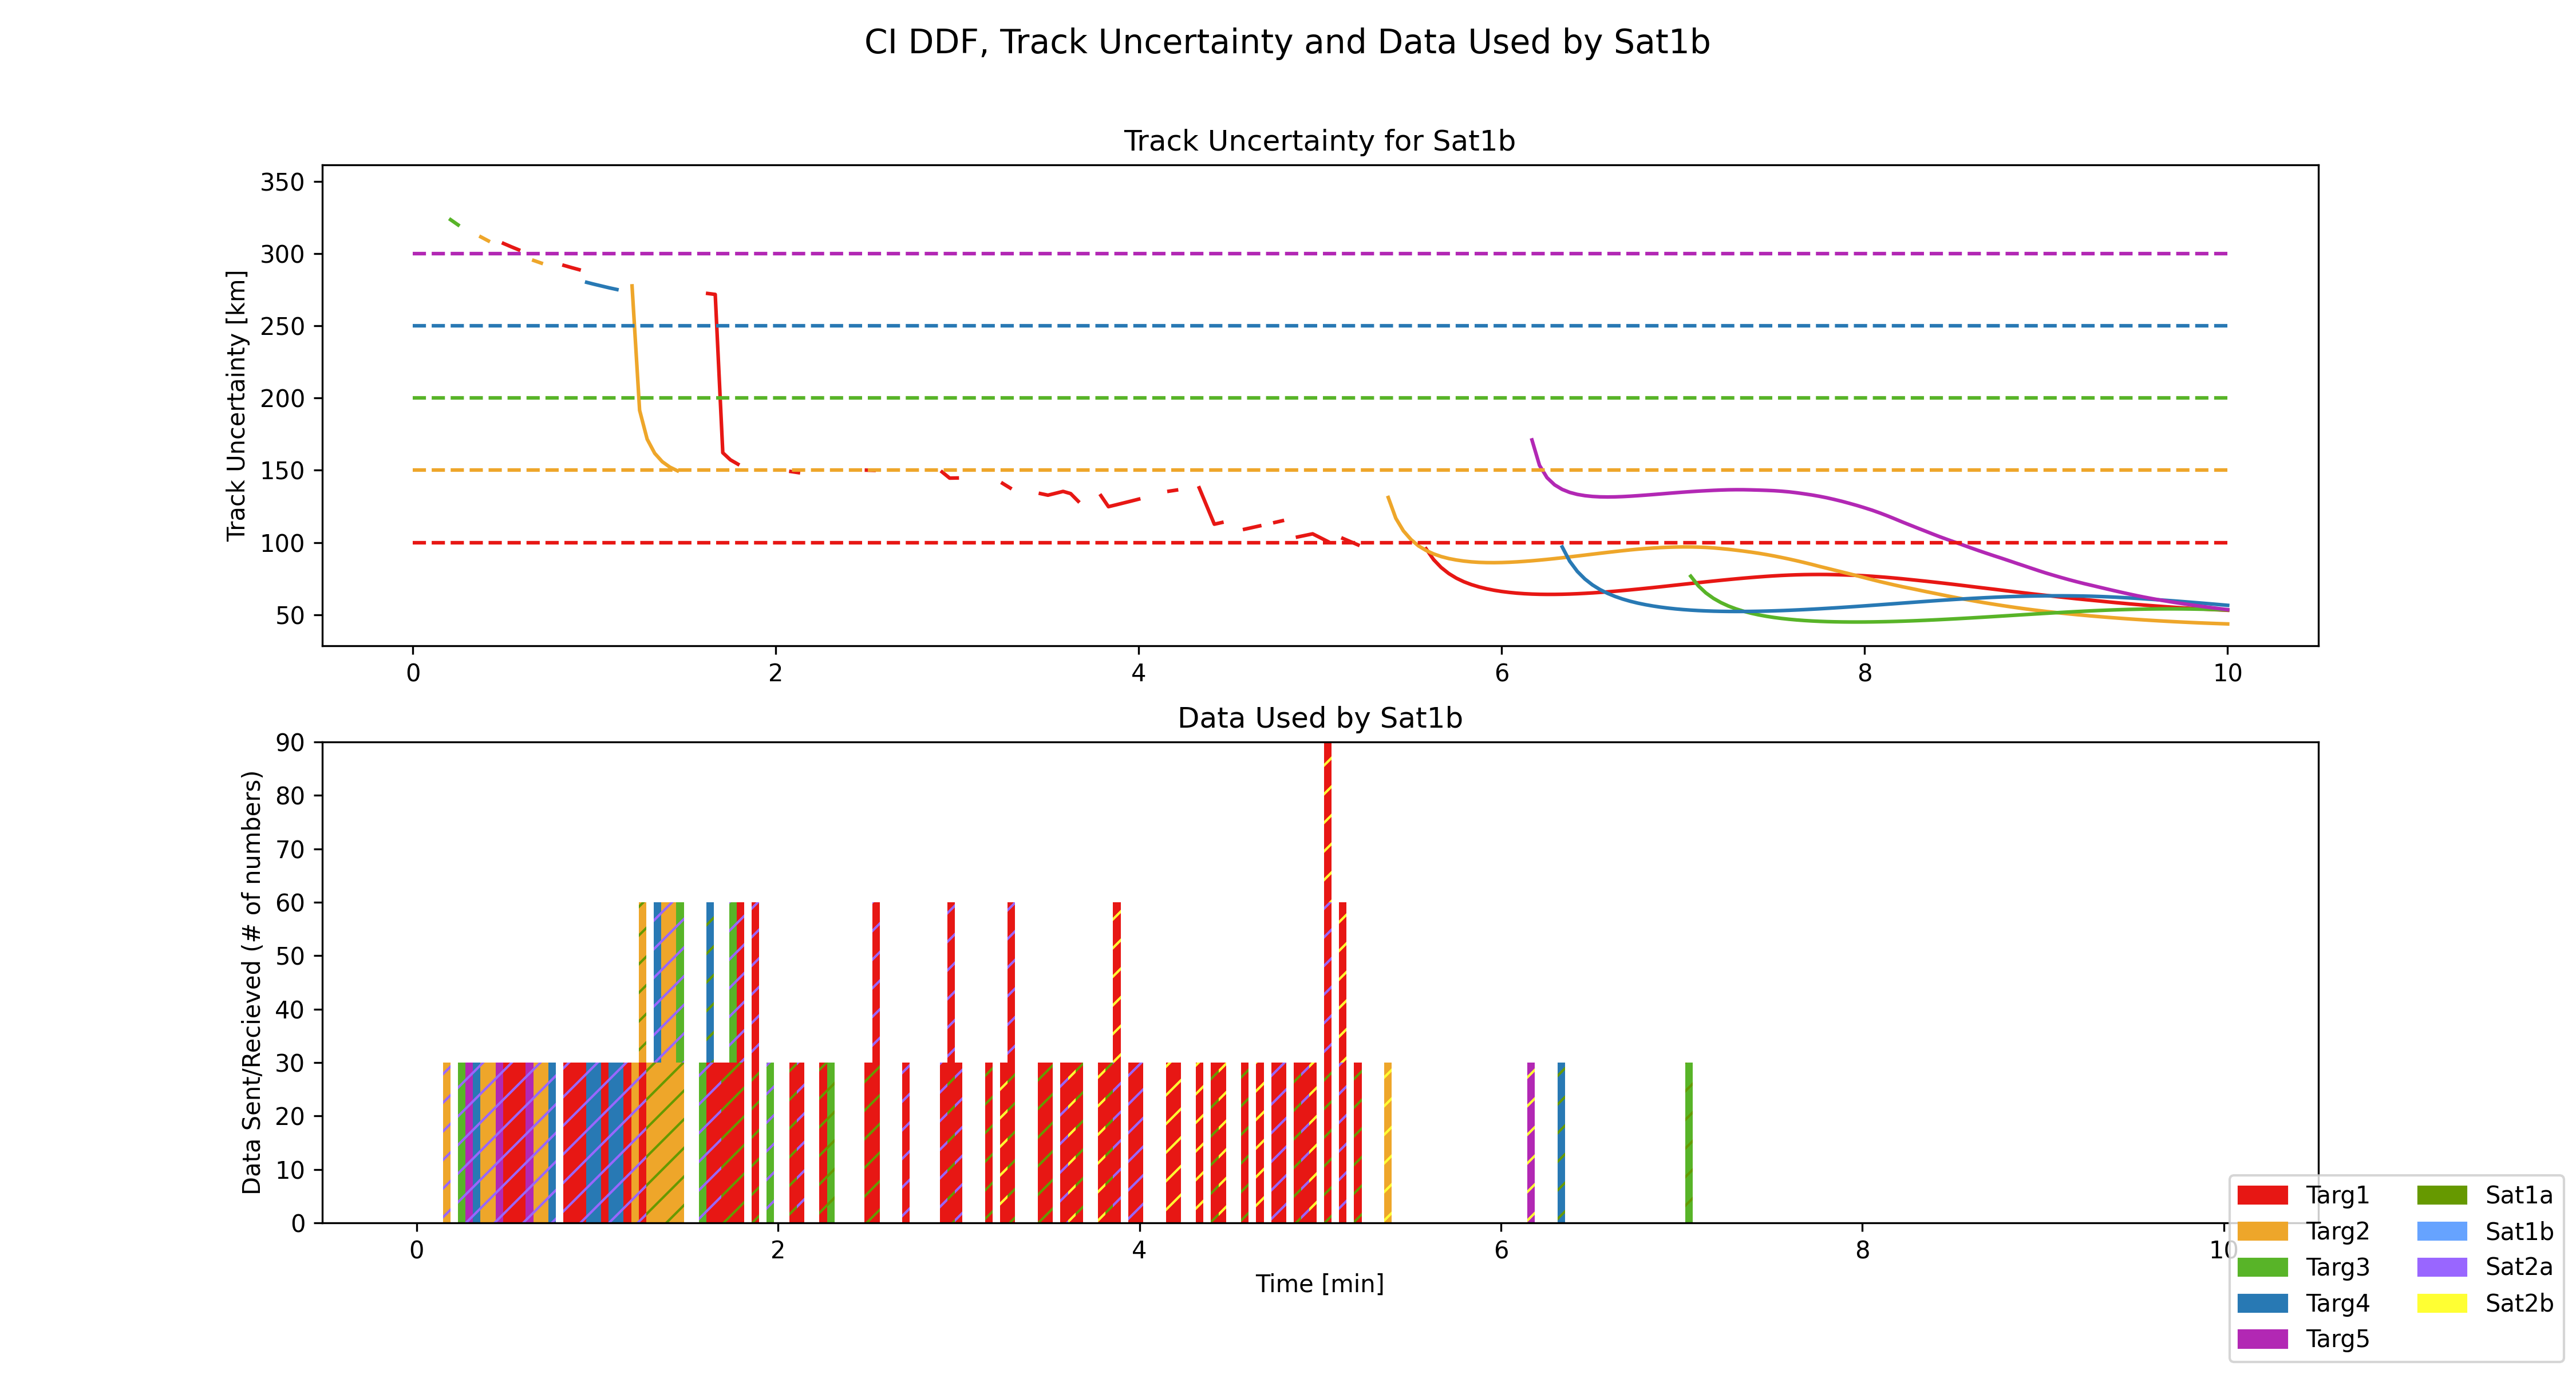 CI DDF, Track Uncertainty and Data Used by Sat1b
Track Uncertainty for Sat1b
Track Uncertainty [km]
350
300
250
200
150
100
50
0 2 4 6 8 10
Data Used by Sat1b
Data Sent/Recieved (# of numbers)
90
80
70
60
50
40
30
20
10
0
0 2 4 6 8 10
Time [min]
Targ1 Sat1a
Targ2 Sat1b
Targ3 Sat2a
Targ4 Sat2b
Targ5